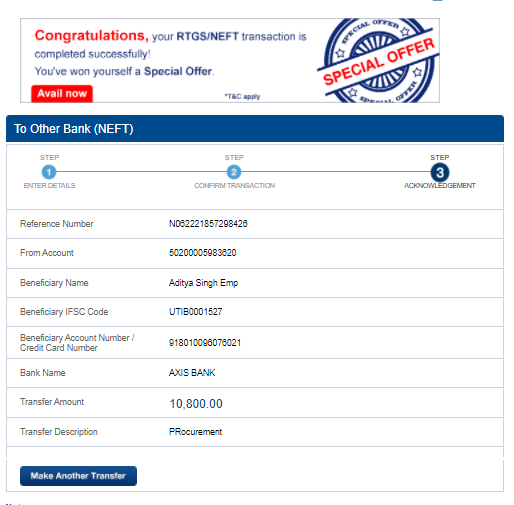 Congratulations, your RTGS/NEFT transaction is
completed successfully!
You've won yourself a Special Offer.
Avail now
*T&C apply
SPECIAL OFFER
SPECIAL OFFER
SPECIAL OFFER
To Other Bank (NEFT)
STEP STEP STEP
1 2 3
ENTER DETAILS CONFIRM TRANSACTION ACKNOWLEDGEMENT
Reference Number N062221857298426
From Account 50200005983620
Beneficiary Name Aditya Singh Emp
Beneficiary IFSC Code UTIB0001527
Beneficiary Account Number /
Credit Card Number 918010096076021
Bank Name AXIS BANK
Transfer Amount 10,800.00
Transfer Description PRocurement
Make Another Transfer